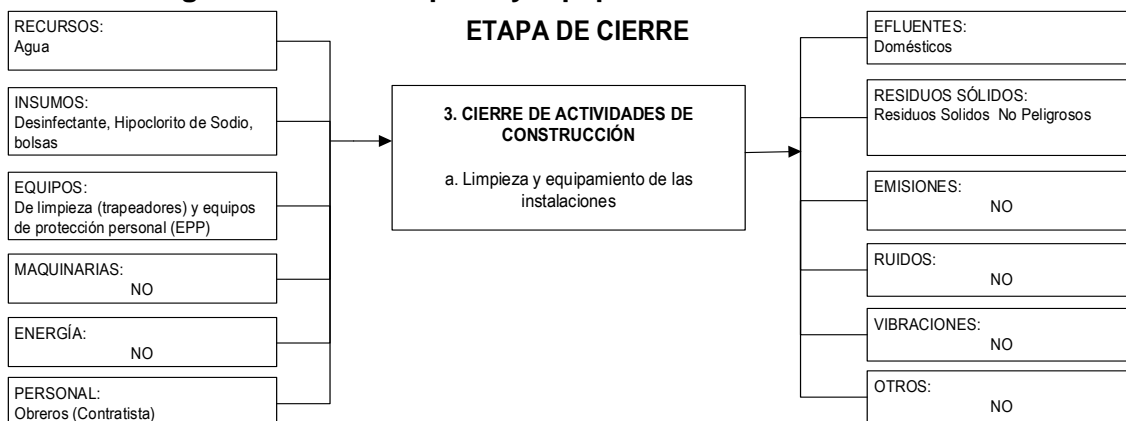 ETAPA DE CIERRE
RECURSOS:
Agua
INSUMOS:
Desinfectante, Hipoclorito de Sodio,
bolsas
EQUIPOS:
De limpieza (trapeadores) y equipos
de protección personal (EPP)
MAQUINARIAS:
NO
ENERGÍA:
NO
PERSONAL:
Obreros (Contratista)
3. CIERRE DE ACTIVIDADES DE
CONSTRUCCIÓN
a. Limpieza y equipamiento de las
instalaciones
EFLUENTES:
Domésticos
RESIDUOS SÓLIDOS:
Residuos Solidos No Peligrosos
EMISIONES:
NO
RUIDOS:
NO
VIBRACIONES:
NO
OTROS:
NO